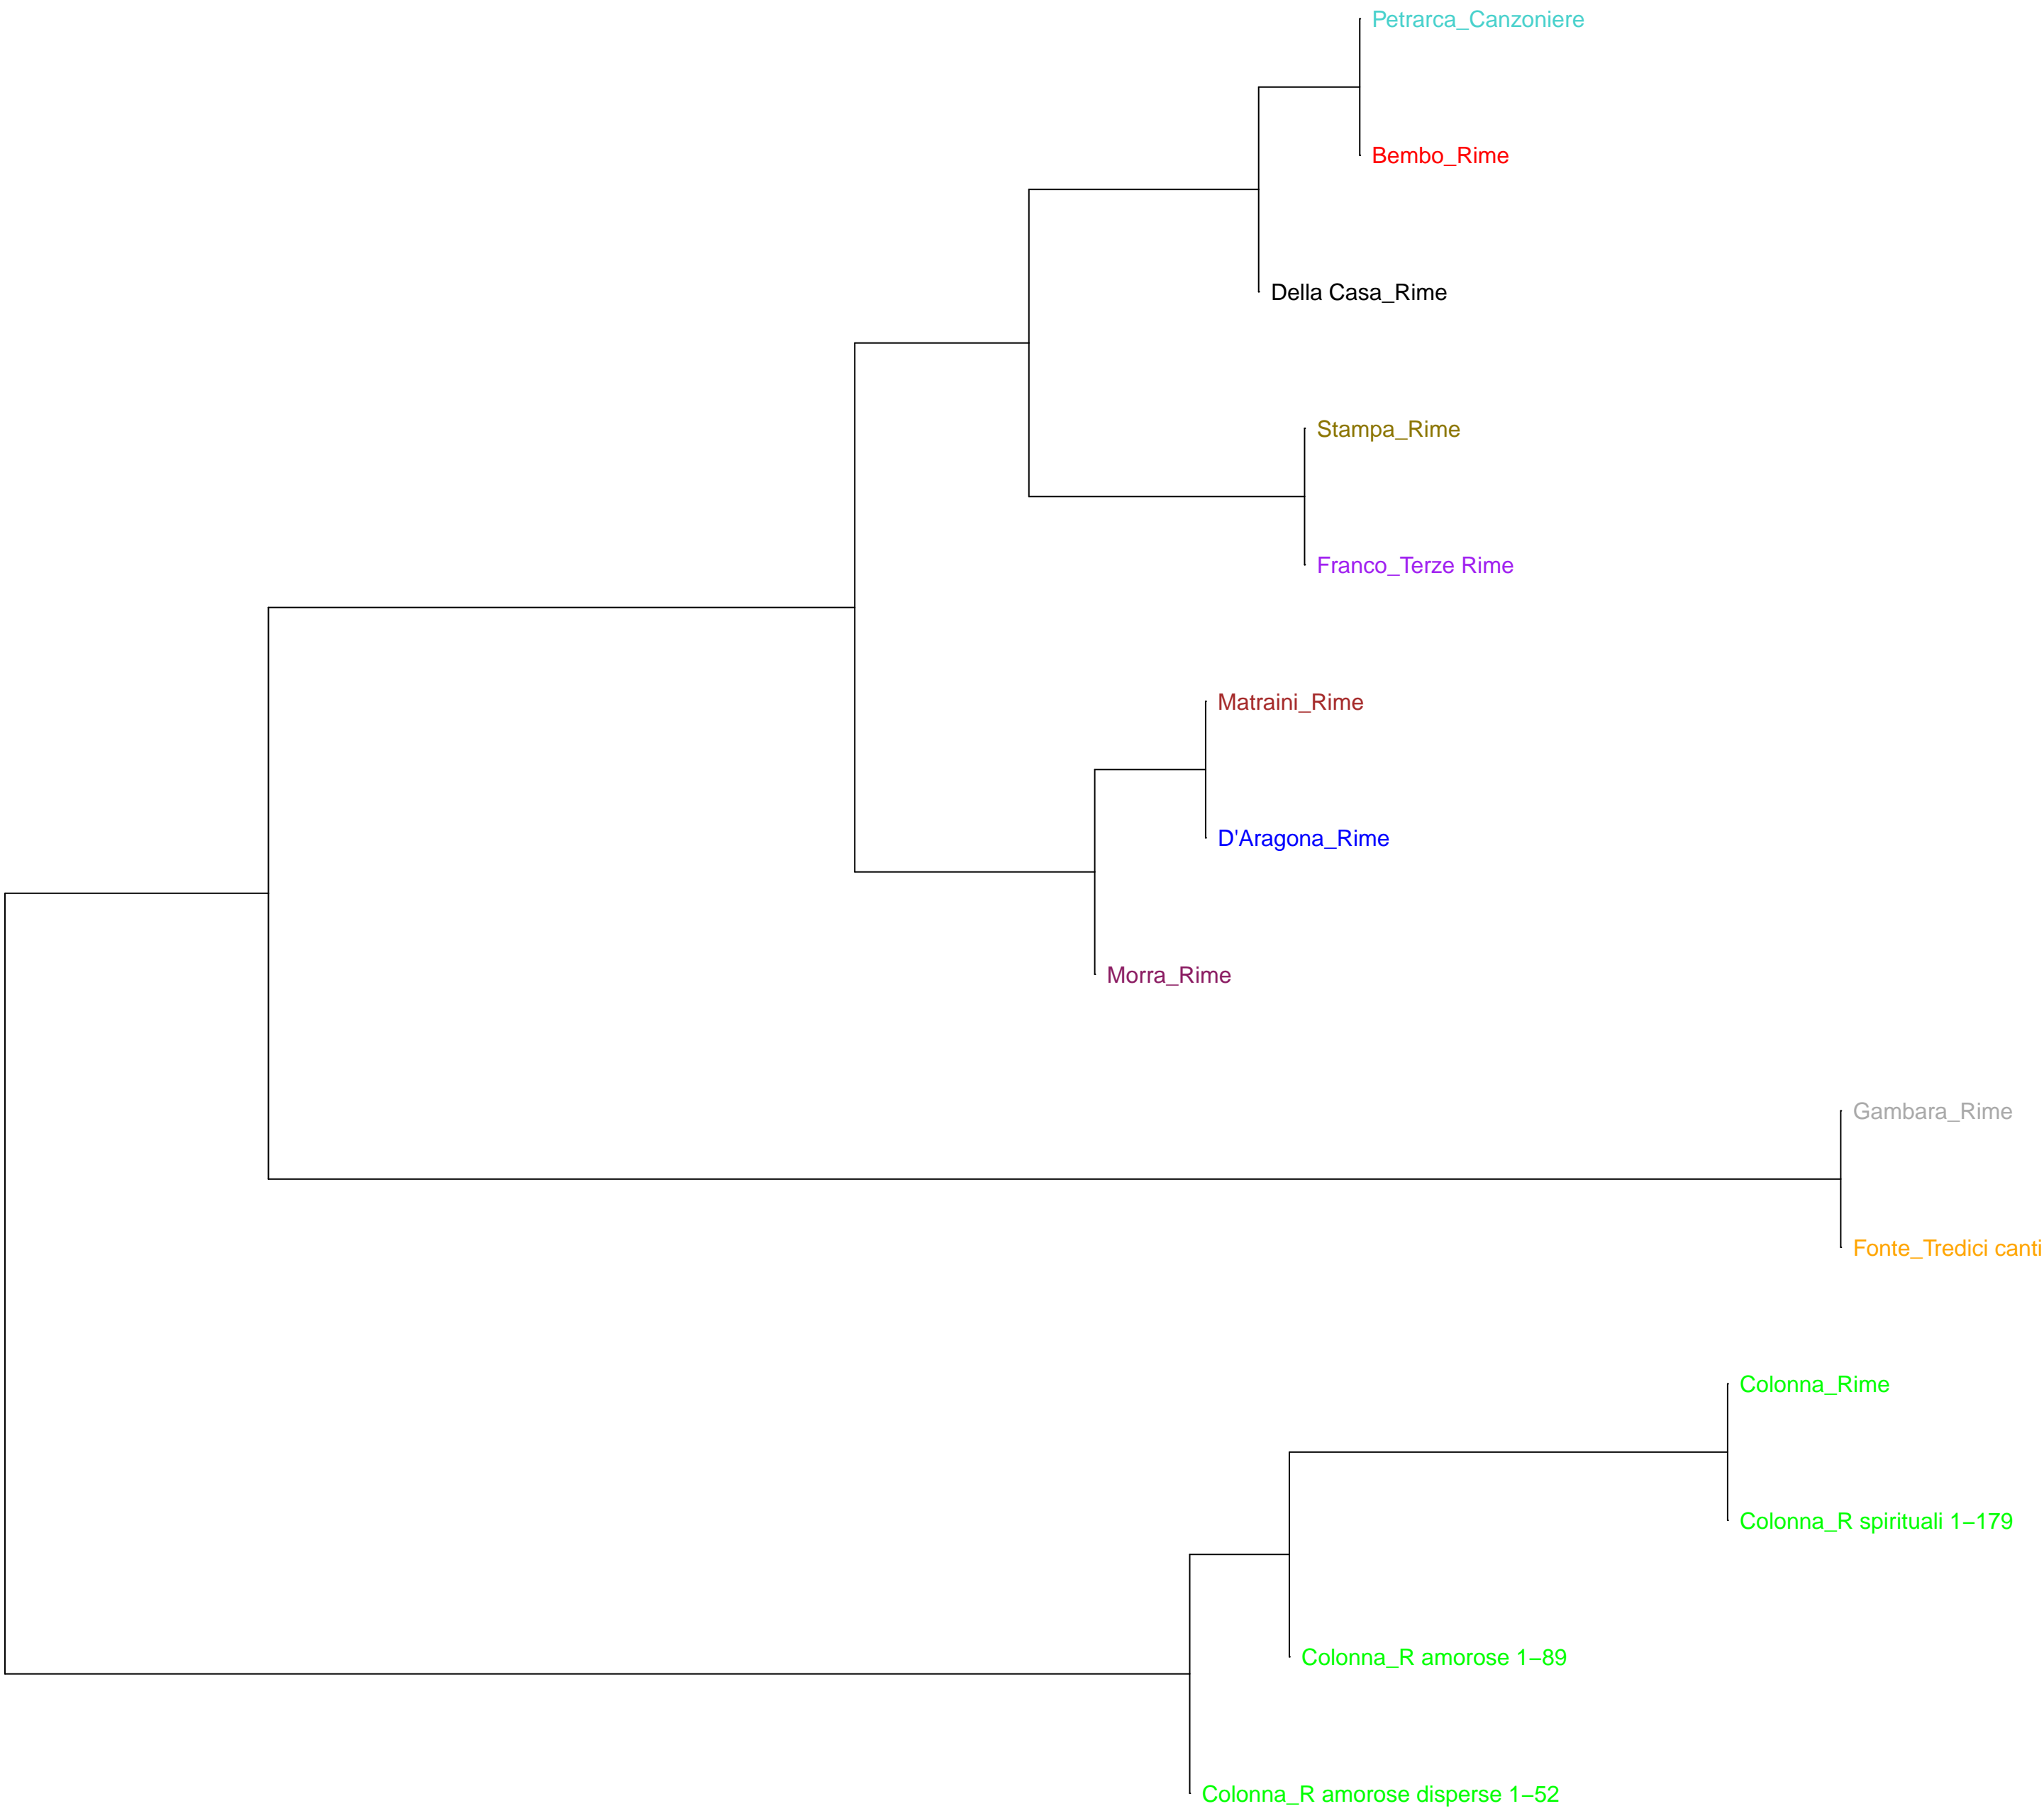 Petrarca_Canzoniere
Bembo_Rime
Della Casa_Rime
Stampa_Rime
Franco_Terze Rime
Matraini_Rime
D'Aragona_Rime
Morra_Rime
Gambara_Rime
Fonte_Tredici canti
Colonna_Rime
Colonna_R spirituali 1−179
Colonna_R amorose 1−89
Colonna_R amorose disperse 1−52